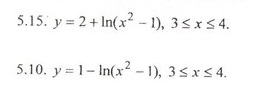 5.15. y = 2 + ln(x² - 1), 3 ≤ x ≤ 4.
5.10. y = 1 - ln(x² - 1), 3 ≤ x ≤ 4.